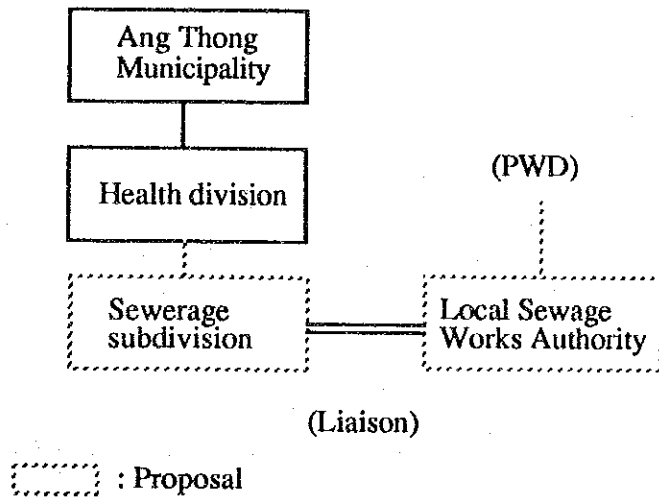 Ang Thong
Municipality
Health division
(PWD)
Sewerage
subdivision
Local Sewage
Works Authority
(Liaison)
: Proposal